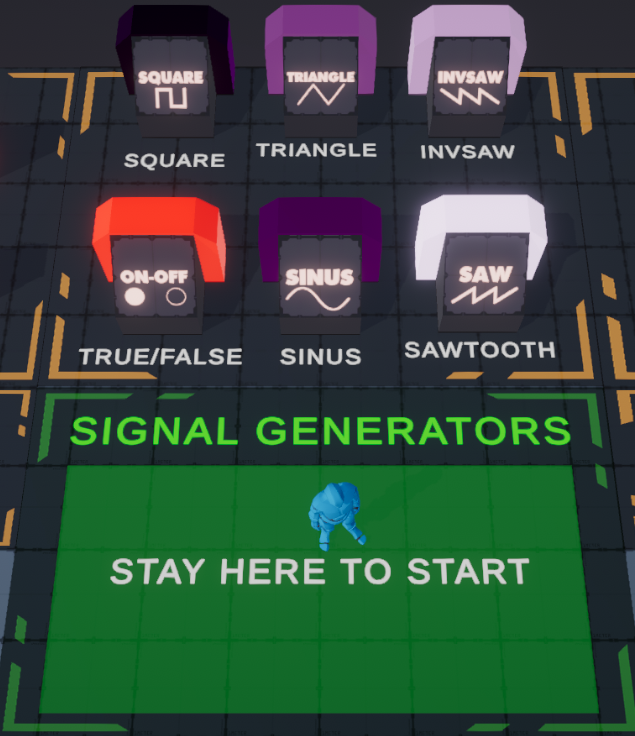 SQUARE
TRIANGLE
INVSAW
SQUARE
TRIANGLE
INVSAW
ON-OFF
SINUS
SAW
TRUE/FALSE
SINUS
SAWTOOTH
SIGNAL GENERATORS
STAY HERE TO START